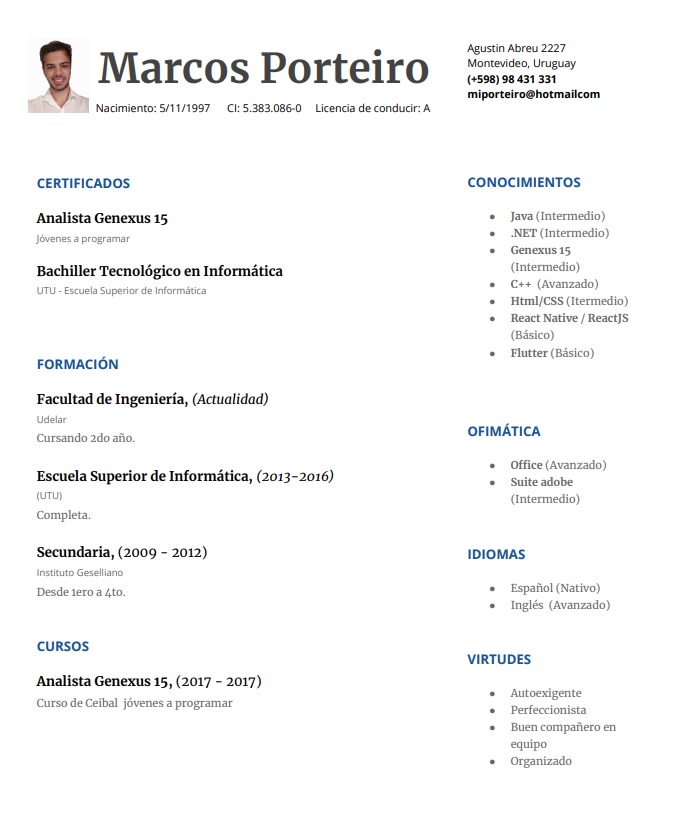 Marcos Porteiro
Nacimiento: 5/11/1997 CI: 5.383.086-0 Licencia de conducir: A
Agustin Abreu 2227
Montevideo, Uruguay
(+598) 98 431 331
miporteiro@hotmailcom
CERTIFICADOS
Analista Genexus 15
Jóvenes a programar
Bachiller Tecnológico en Informática
UTU - Escuela Superior de Informática
FORMACIÓN
Facultad de Ingeniería, (Actualidad)
Udelar
Cursando 2do año.
Escuela Superior de Informática, (2013-2016)
(UTU)
Completa.
Secundaria, (2009 - 2012)
Instituto Geselliano
Desde 1ero a 4to.
CURSOS
Analista Genexus 15, (2017 - 2017)
Curso de Ceibal jóvenes a programar
CONOCIMIENTOS
● Java (Intermedio)
● .NET (Intermedio)
● Genexus 15
(Intermedio)
● C++ (Avanzado)
● Html/CSS (Itermedio)
● React Native / ReactJS
(Básico)
● Flutter (Básico)
OFIMÁTICA
● Office (Avanzado)
● Suite adobe
(Intermedio)
IDIOMAS
● Español (Nativo)
● Inglés (Avanzado)
VIRTUDES
● Autoexigente
● Perfeccionista
● Buen compañero en
equipo
● Organizado